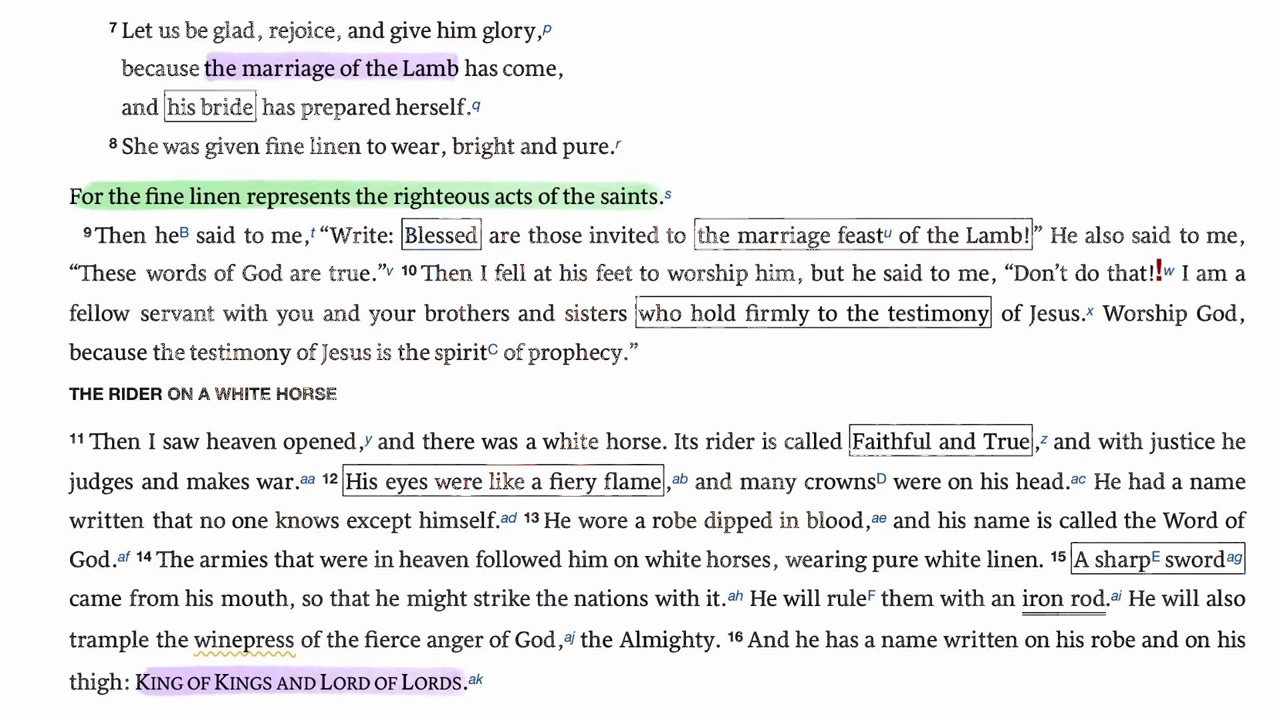 7 Let us be glad, rejoice, and give him glory,p
because the marriage of the Lamb has come,
and his bride has prepared herself.q
8 She was given fine linen to wear, bright and pure.r
For the fine linen represents the righteous acts of the saints.s
9 Then heB said to me,t “Write: Blessed are those invited to the marriage feastu of the Lamb!” He also said to me,
“These words of God are true.”v 10 Then I fell at his feet to worship him, but he said to me, “Don’t do that!!w I am a
fellow servant with you and your brothers and sisters who hold firmly to the testimony of Jesus.x Worship God,
because the testimony of Jesus is the spiritC of prophecy.”
THE RIDER ON A WHITE HORSE
11 Then I saw heaven opened,y and there was a white horse. Its rider is called Faithful and True,z and with justice he
judges and makes war.aa 12 His eyes were like a fiery flame,ab and many crownsD were on his head.ac He had a name
written that no one knows except himself.ad 13 He wore a robe dipped in blood,ae and his name is called the Word of
God.af 14 The armies that were in heaven followed him on white horses, wearing pure white linen. 15 A sharpE swordag
came from his mouth, so that he might strike the nations with it.ah He will ruleF them with an iron rod.ai He will also
trample the winepress of the fierce anger of God,aj the Almighty. 16 And he has a name written on his robe and on his
thigh: KING OF KINGS AND LORD OF LORDS.ak